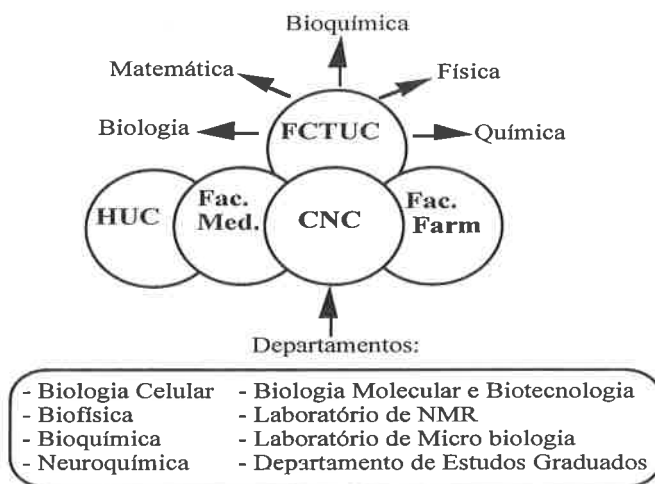 Bioquímica
Matemática
Física
Biologia
FCTUC
Química
HUC
Fac.
Med.
CNC
Fac.
Farm
Departamentos:
- Biologia Celular - Biologia Molecular e Biotecnologia
- Biofísica - Laboratório de NMR
- Bioquímica - Laboratório de Micro biologia
- Neuroquímica - Departamento de Estudos Graduados